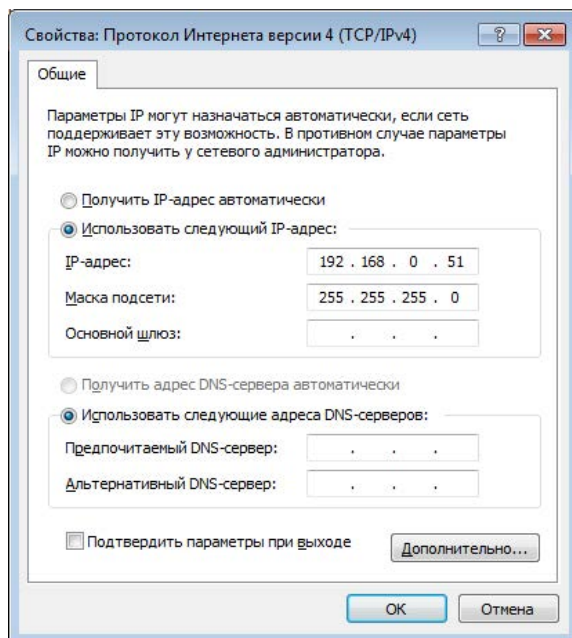 Свойства: Протокол Интернета версии 4 (TCP/IPv4)
Общие
Параметры IP могут назначаться автоматически, если сеть
поддерживает эту возможность. В противном случае параметры
IP можно получить у сетевого администратора.
Получить IP-адрес автоматически
Использовать следующий IP-адрес:
IP-адрес: 192 . 168 . 0 . 51
Маска подсети: 255 . 255 . 255 . 0
Основной шлюз: . . .
Получить адрес DNS-сервера автоматически
Использовать следующие адреса DNS-серверов:
Предпочитаемый DNS-сервер: . . .
Альтернативный DNS-сервер: . . .
Подтвердить параметры при выходе Дополнительно...
ОК Отмена